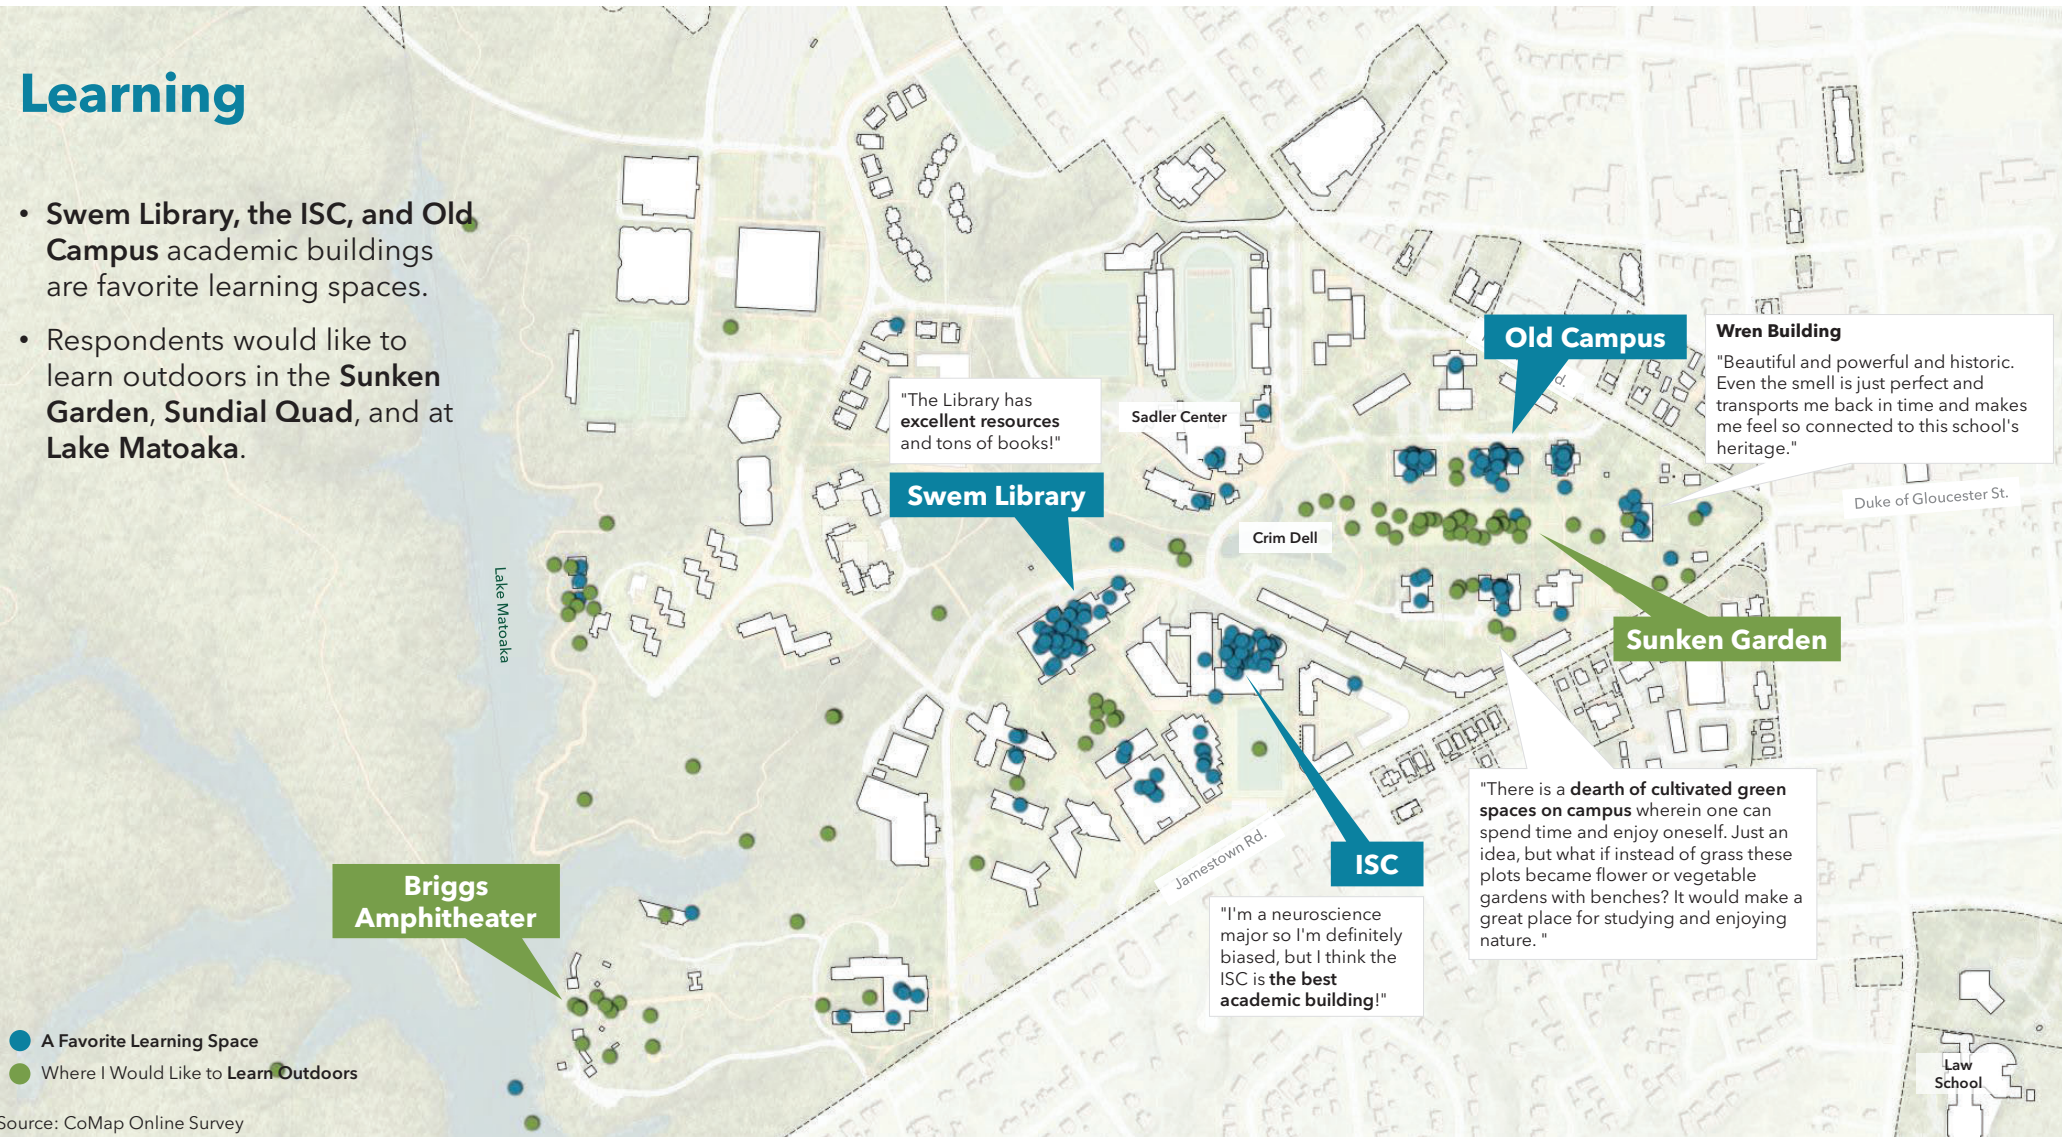 Learning
• Swem Library, the ISC, and Old
Campus academic buildings
are favorite learning spaces.
• Respondents would like to
learn outdoors in the Sunken
Garden, Sundial Quad, and at
Lake Matoaka.
"The Library has
excellent resources
and tons of books!"
Swem Library
Sadler Center
Crim Dell
Old Campus
d.
Wren Building
"Beautiful and powerful and historic.
Even the smell is just perfect and
transports me back in time and makes
me feel so connected to this school's
heritage."
Duke of Gloucester St.
Sunken Garden
Lake Matoaka
"There is a dearth of cultivated green
spaces on campus wherein one can
spend time and enjoy oneself. Just an
idea, but what if instead of grass these
plots became flower or vegetable
gardens with benches? It would make a
great place for studying and enjoying
nature. "
Jamestown Rd.
ISC
"I'm a neuroscience
major so I'm definitely
biased, but I think the
ISC is the best
academic building!"
Briggs
Amphitheater
A Favorite Learning Space
Where I Would Like to Learn Outdoors
Source: CoMap Online Survey
Law
School